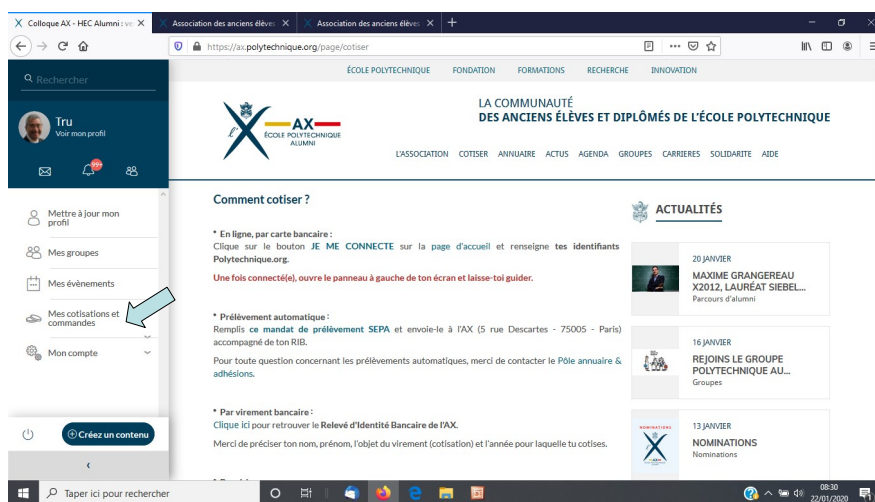 Colloque AX - HEC Alumni : ve
Association des anciens élèves
Association des anciens élèves
https://ax.polytechnique.org/page/cotiser
Rechercher
ÉCOLE POLYTECHNIQUE FONDATION FORMATIONS RECHERCHE INNOVATION
Tru
Voir mon profil
99+
AX
ÉCOLE POLYTECHNIQUE
ALUMNI
LA COMMUNAUTÉ
DES ANCIENS ÉLÈVES ET DIPLÔMÉS DE L'ÉCOLE POLYTECHNIQUE
L'ASSOCIATION COTISER ANNUAIRE ACTUS AGENDA GROUPES CARRIERES SOLIDARITE AIDE
Mettre à jour mon
profil
Mes groupes
Mes évènements
Mes cotisations et
commandes
Mon compte
Créez un contenu
Comment cotiser ?
* En ligne, par carte bancaire :
Clique sur le bouton JE ME CONNECTE sur la page d'accueil et renseigne tes identifiants
Polytechnique.org.
Une fois connecté(e), ouvre le panneau à gauche de ton écran et laisse-toi guider.
* Prélèvement automatique :
Remplis ce mandat de prélèvement SEPA et envoie-le à l'AX (5 rue Descartes - 75005 - Paris)
accompagné de ton RIB.
Pour toute question concernant les prélèvements automatiques, merci de contacter le Pôle annuaire &
adhésions.
* Par virement bancaire :
Clique ici pour retrouver le Relevé d'Identité Bancaire de l'AX.
Merci de préciser ton nom, prénom, l'objet du virement (cotisation) et l'année pour laquelle tu cotises.
ACTUALITÉS
20 JANVIER
MAXIME GRANGEREAU
X2012, LAURÉAT SIEBEL...
Parcours d'alumni
16 JANVIER
REJOINS LE GROUPE
POLYTECHNIQUE AU...
Groupes
NOMINATIONS
13 JANVIER
NOMINATIONS
Nominations
Taper ici pour rechercher
08:30
22/01/2020